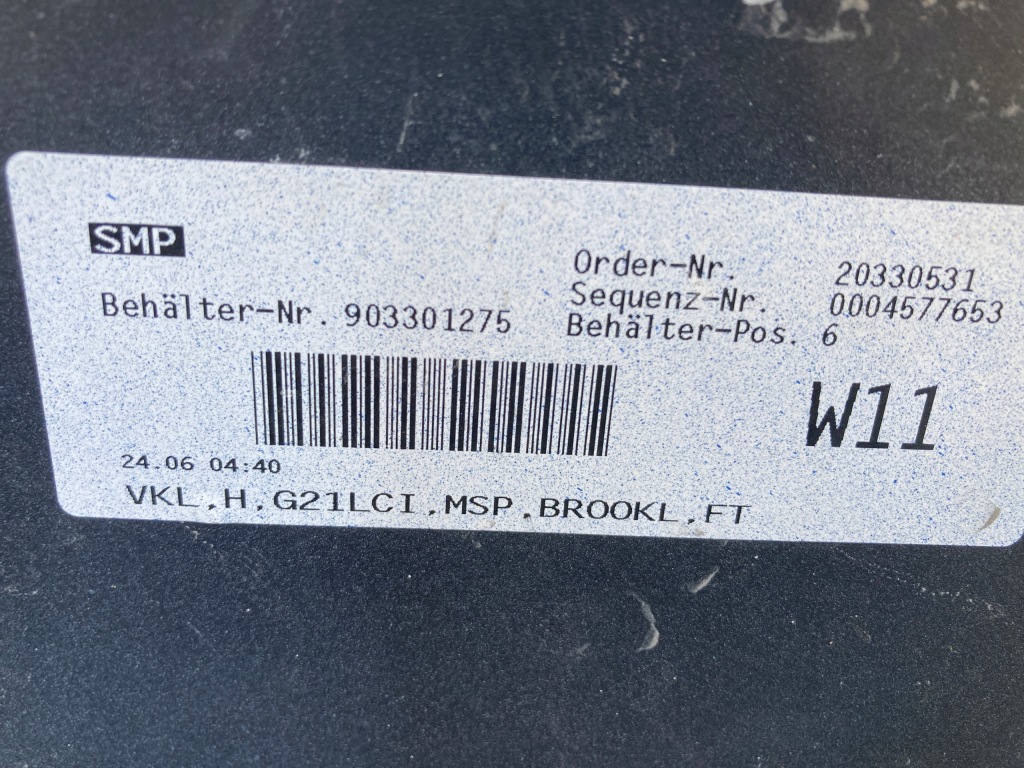 SMP
Order-Nr. 20330531
Sequenz-Nr. 0004577653
Behälter-Nr. 903301275
Behälter-Pos. 6
W11
24.06 04:40
VKL,H,G21LCI,MSP,BROOKL,FT